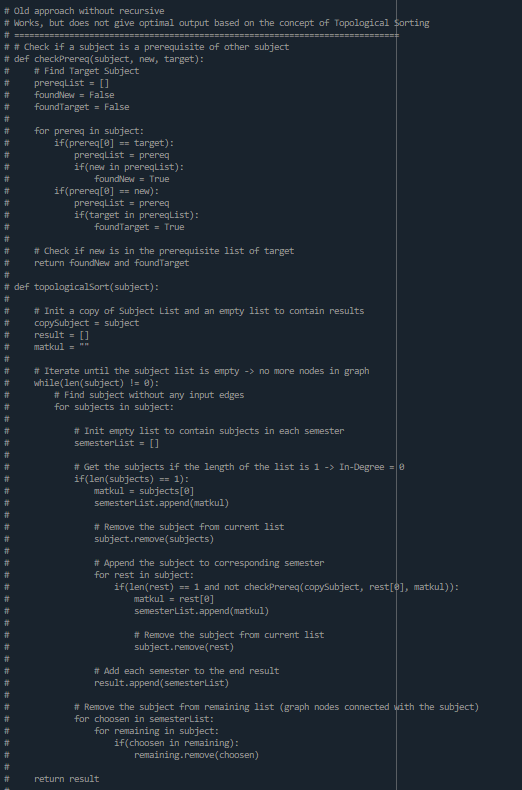 # Old approach without recursive
# Works, but does not give optimal output based on the concept of Topological Sorting
# =============================================================================
# # Check if a subject is a prerequisite of other subject
# def checkPrereq(subject, new, target):
#     # Find Target Subject
#     prereqList = []
#     foundNew = False
#     foundTarget = False
#
#     for prereq in subject:
#         if(prereq[0] == target):
#             prereqList = prereq
#             if(new in prereqList):
#                 foundNew = True
#         if(prereq[0] == new):
#             prereqList = prereq
#             if(target in prereqList):
#                 foundTarget = True
#
#     # Check if new is in the prerequisite list of target
#     return foundNew and foundTarget
#
# def topologicalSort(subject):
#
#     # Init a copy of Subject List and an empty list to contain results
#     copySubject = subject
#     result = []
#     matkul = ""
#
#     # Iterate until the subject list is empty -> no more nodes in graph
#     while(len(subject) != 0):
#         # Find subject without any input edges
#         for subjects in subject:
#
#             # Init empty list to contain subjects in each semester
#             semesterList = []
#
#             # Get the subjects if the length of the list is 1 -> In-Degree = 0
#             if(len(subjects) == 1):
#                 matkul = subjects[0]
#                 semesterList.append(matkul)
#
#                 # Remove the subject from current list
#                 subject.remove(subjects)
#
#                 # Append the subject to corresponding semester
#                 for rest in subject:
#                     if(len(rest) == 1 and not checkPrereq(copySubject, rest[0], matkul)):
#                         matkul = rest[0]
#                         semesterList.append(matkul)
#
#                         # Remove the subject from current list
#                         subject.remove(rest)
#
#                 # Add each semester to the end result
#                 result.append(semesterList)
#
#             # Remove the subject from remaining list (graph nodes connected with the subject)
#             for choosen in semesterList:
#                 for remaining in subject:
#                     if(choosen in remaining):
#                         remaining.remove(choosen)
#
#     return result
#